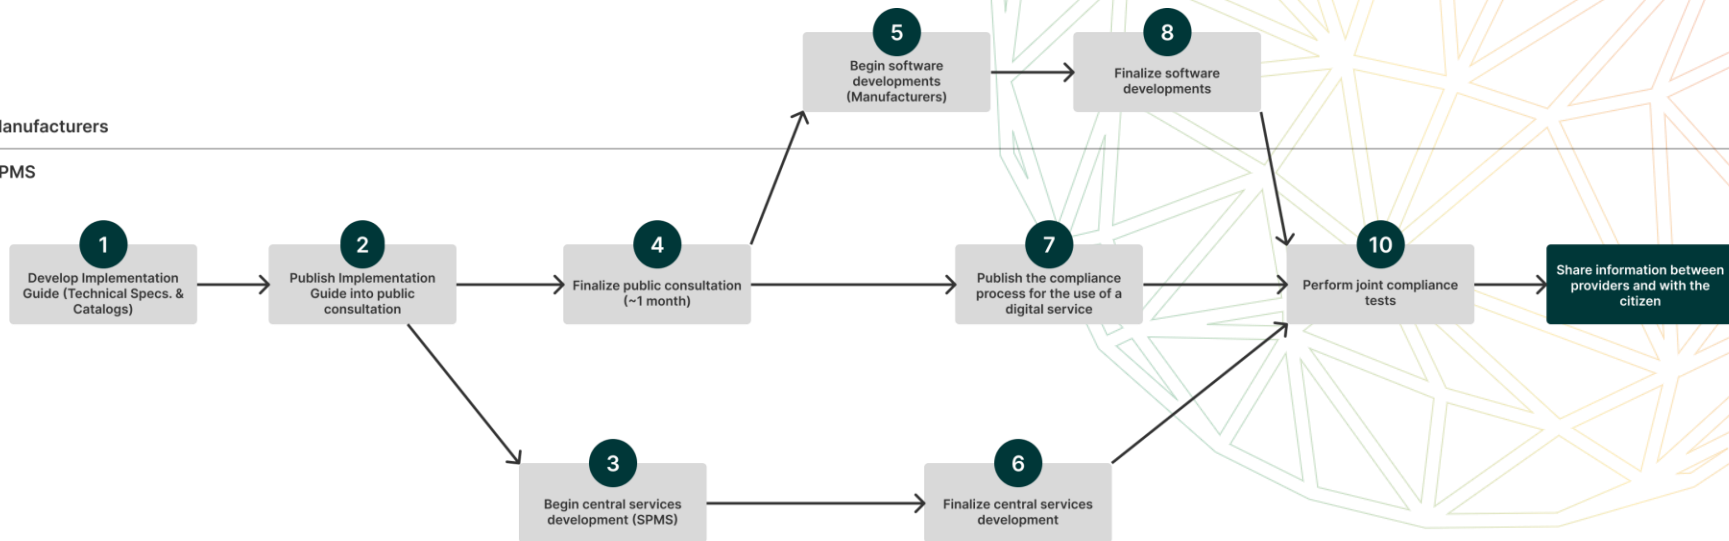 5
Begin software
developments
(Manufacturers)
8
Finalize software
developments
anufacturers
PMS
1
Develop Implementation
Guide (Technical Specs. &
Catalogs)
2
Publish Implementation
Guide into public
consultation
4
Finalize public consultation
(~1 month)
7
Publish the compliance
process for the use of a
digital service
10
Perform joint compliance
tests
Share information between
providers and with the
citizen
3
Begin central services
development (SPMS)
6
Finalize central services
development